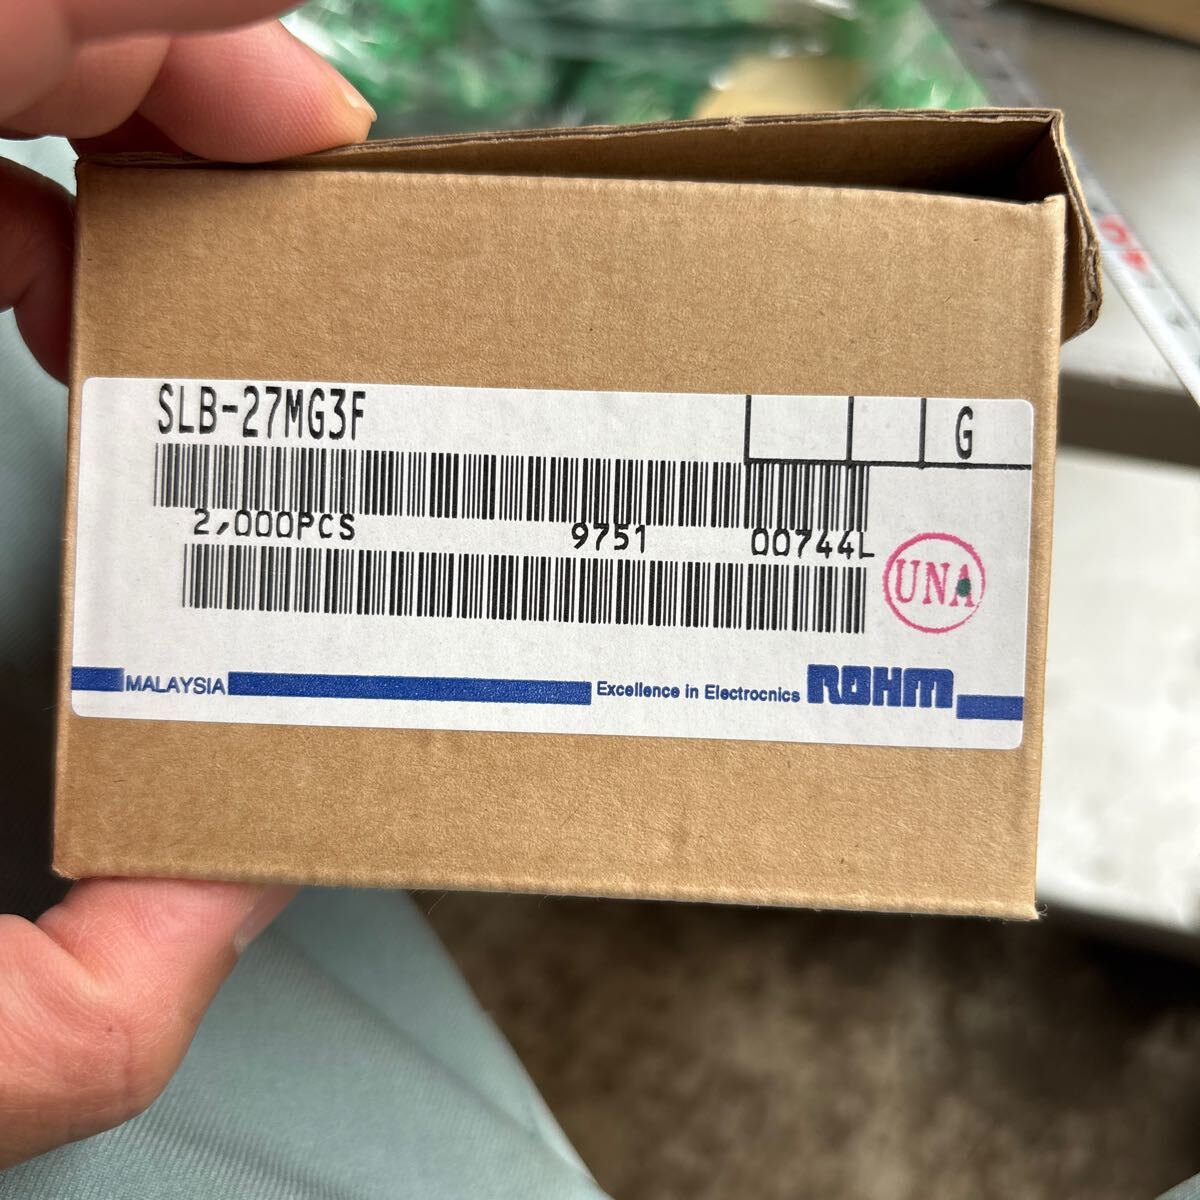 SLB-27MG3F
G
2,000PCS 9751 00744L
UNA
MALAYSIA Excellence in Electrocnics ROHM